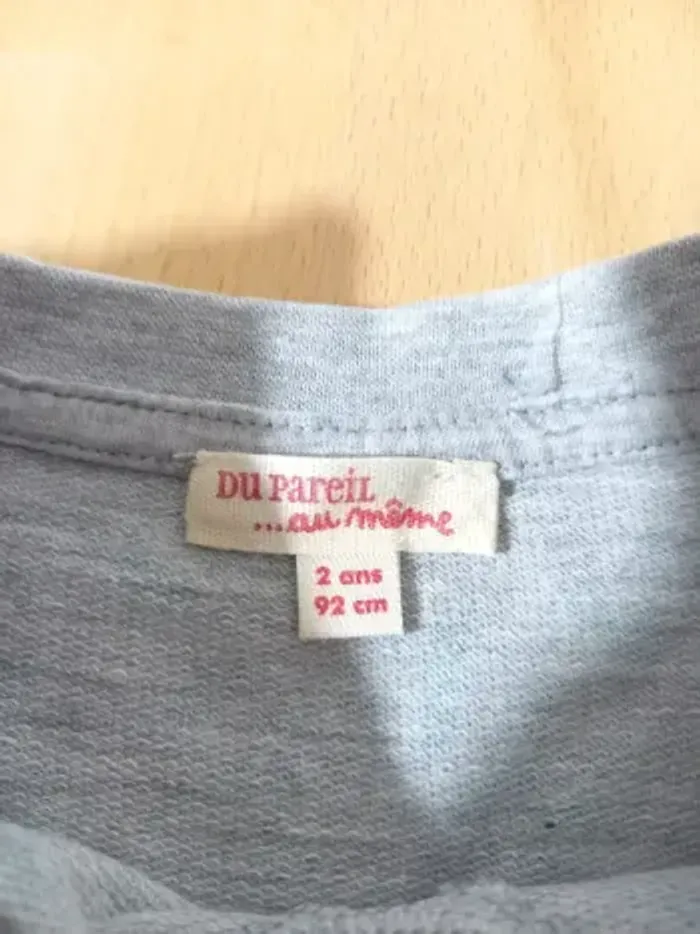 DU PareiL
...au même
2 ans
92 cm